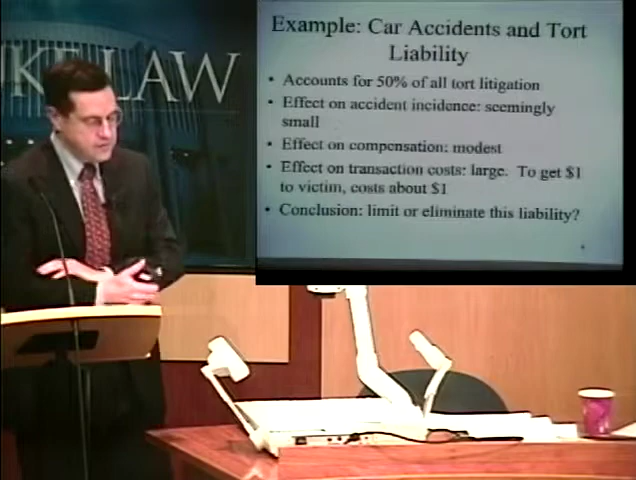 KE LAW
Example: Car Accidents and Tort
Liability
• Accounts for 50% of all tort litigation
• Effect on accident incidence: seemingly
small
• Effect on compensation: modest
• Effect on transaction costs: large. To get $1
to victim, costs about $1
• Conclusion: limit or eliminate this liability?